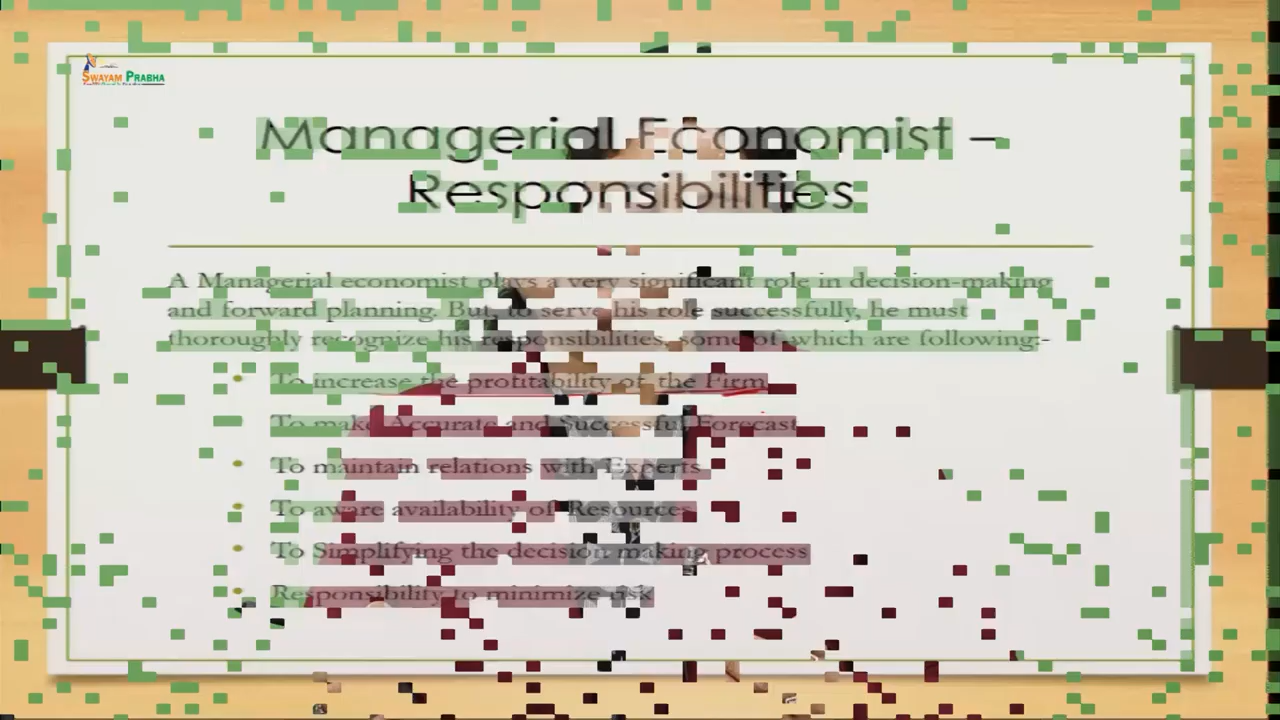 SWAYAM PRABHA
Managerial Economist –
Responsibilities
A Managerial economist plays a very significant role in decision-making
and forward planning. But, to serve his role successfully, he must
thoroughly recognize his responsibilities, some of which are following:-
To increase the profitability of the Firm
To make Accurate and Successful Forecast
To maintain relations with Experts
To aware availability of Resources
To Simplifying the decision making process
Responsibility to minimize risk